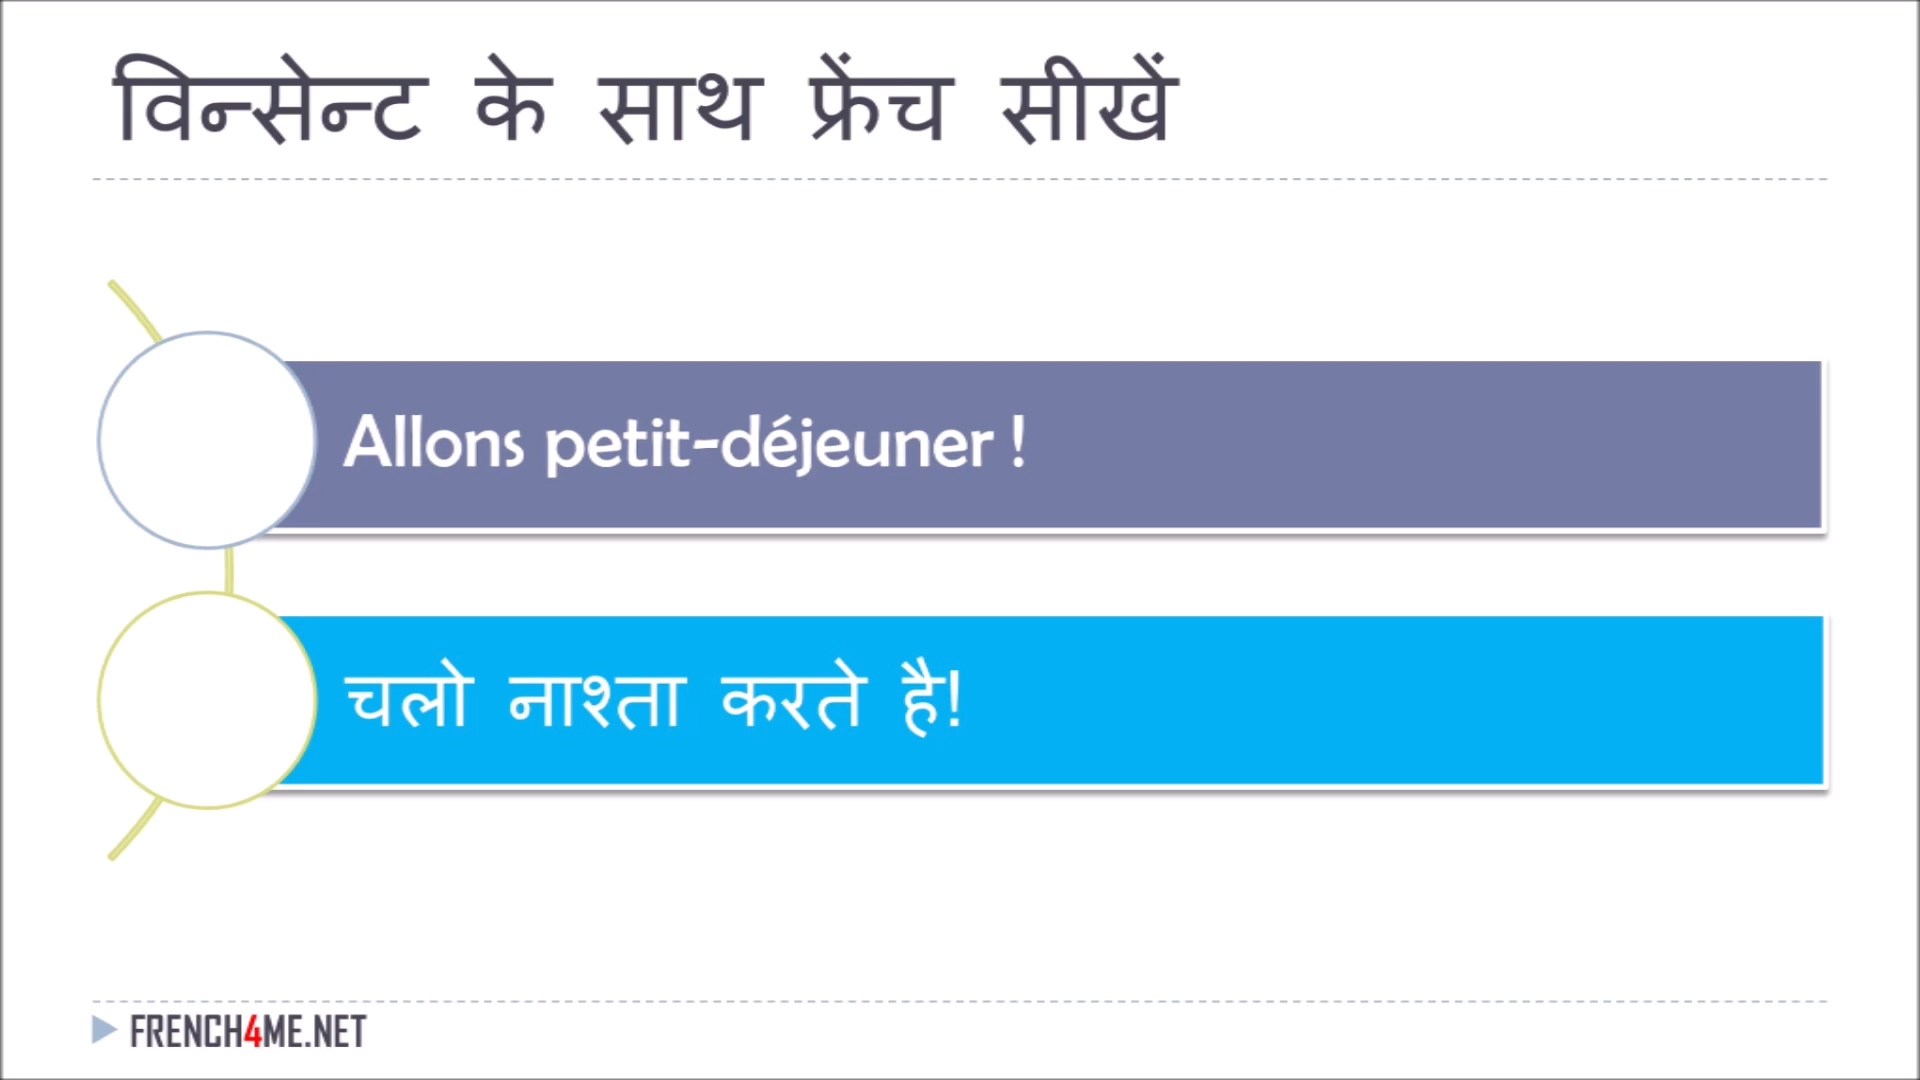 विन्सेन्ट के साथ फ्रेंच सीखें
Allons petit-déjeuner !
चलो नाश्ता करते है!
FRENCH4ME.NET